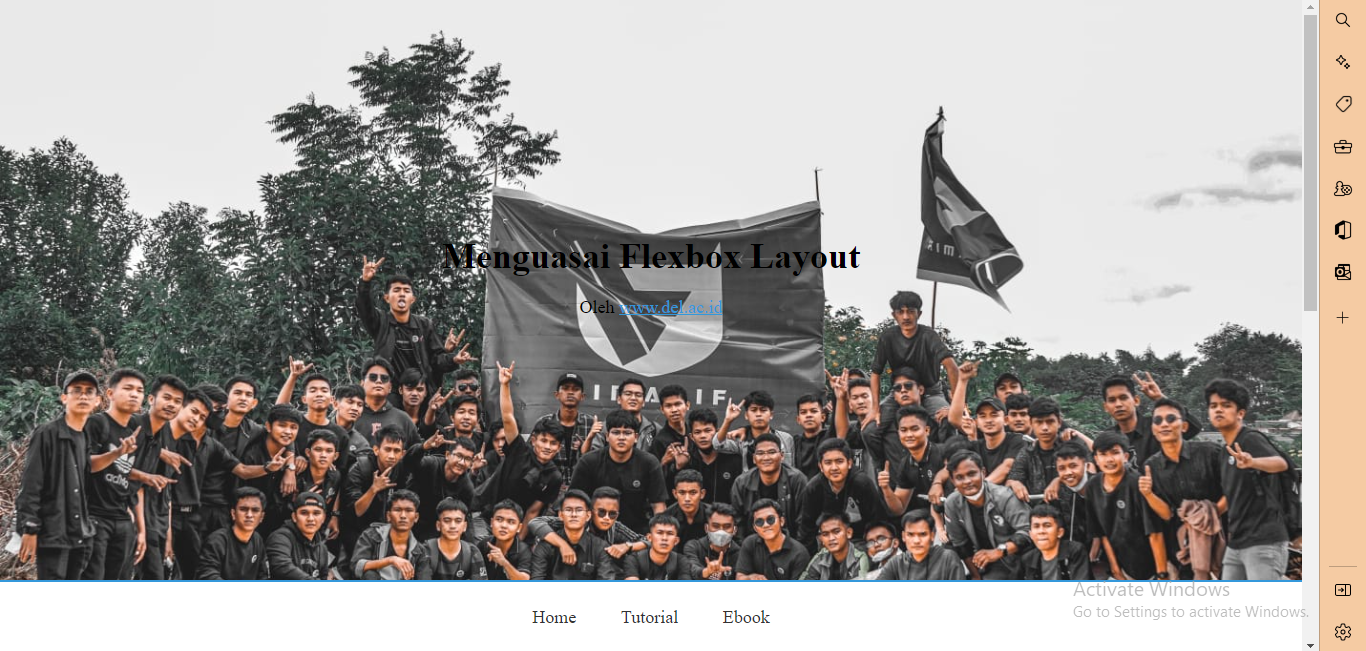 Menguasai Flexbox Layout
Oleh www.del.ac.id
Home Tutorial Ebook
Activate Windows
Go to Settings to activate Windows.